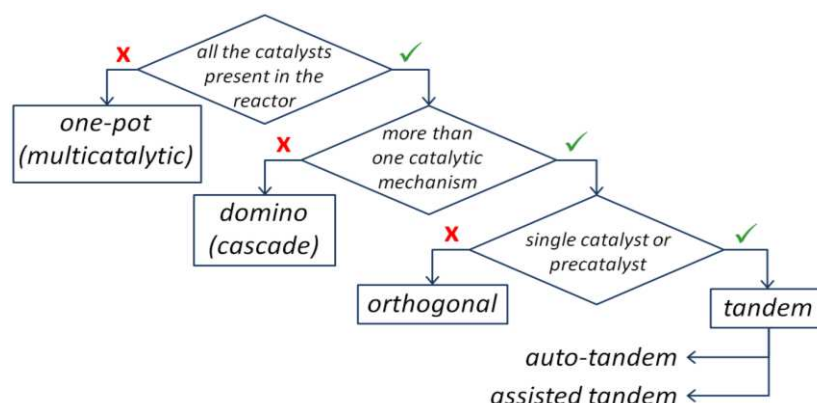 X
all the catalysts
present in the
reactor
✓
one-pot
(multicatalytic)
X
more than
one catalytic
mechanism
✓
domino
(cascade)
X
single catalyst or
precatalyst
✓
orthogonal
tandem
auto-tandem
assisted tandem